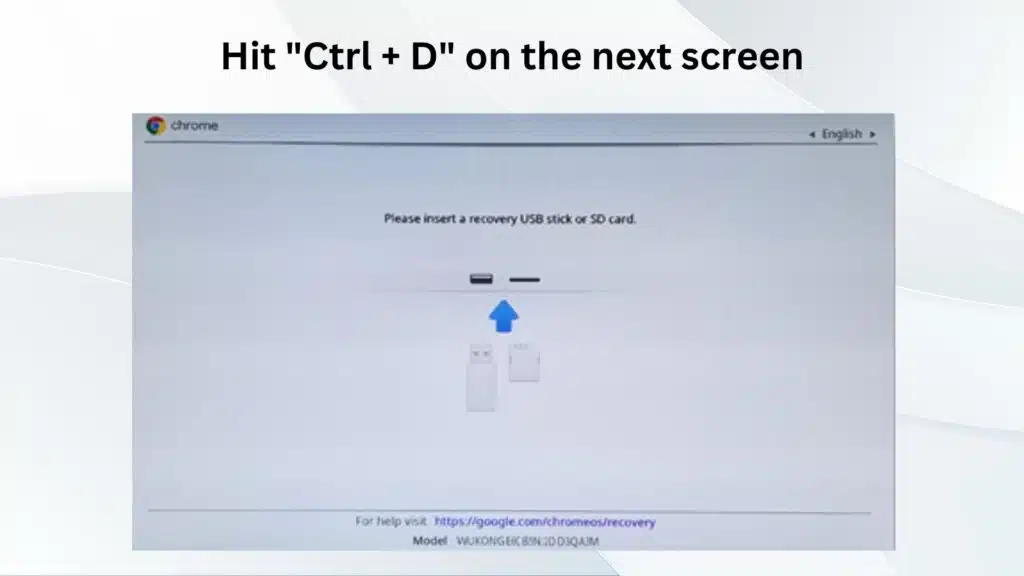 Hit "Ctrl + D" on the next screen
chrome
◂ English ▸
Please insert a recovery USB stick or SD card.
For help visit https://google.com/chromeos/recovery
Model WUKONG